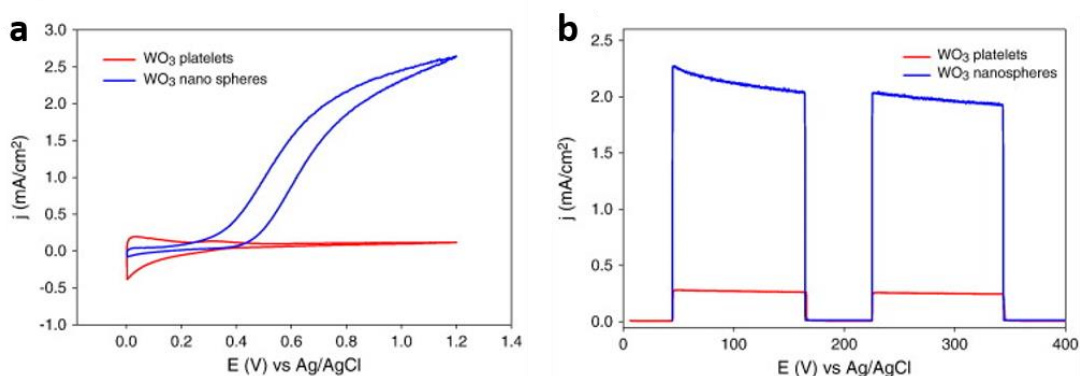 a
3.0
2.5
2.0
1.5
1.0
0.5
0.0
-0.5
-1.0
j (mA/cm²)
WO₃ platelets
WO₃ nano spheres
0.0 0.2 0.4 0.6 0.8 1.0 1.2 1.4
E (V) vs Ag/AgCl
b
2.5
2.0
1.5
1.0
0.5
0.0
j (mA/cm²)
WO₃ platelets
WO₃ nanospheres
0 100 200 300 400
E (V) vs Ag/AgCl